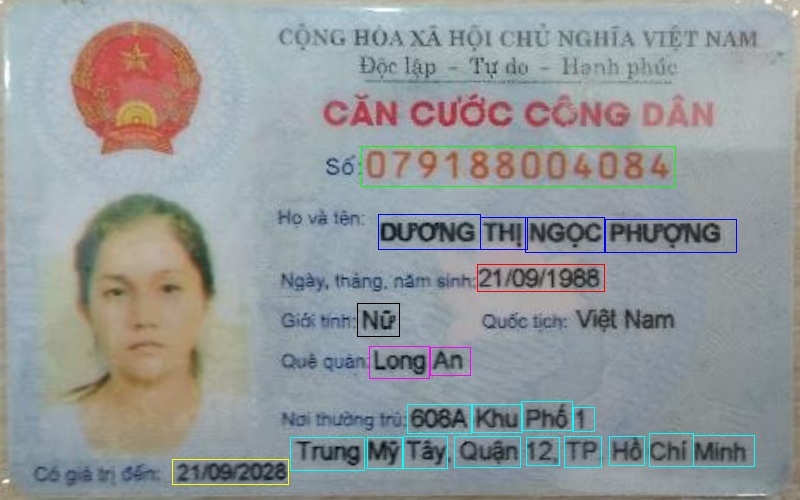 CỘNG HÒA XÃ HỘI CHỦ NGHĨA VIỆT NAM
Độc lập - Tự do - Hạnh phúc
CĂN CƯỚC CÔNG DÂN
Số: 079188004084
Họ và tên: DƯƠNG THỊ NGỌC PHƯỢNG
Ngày, tháng, năm sinh: 21/09/1988
Giới tính: Nữ Quốc tịch: Việt Nam
Quê quán: Long An
Nơi thường trú: 608A Khu Phố 1
Trung Mỹ Tây, Quận 12, TP Hồ Chí Minh
Có giá trị đến: 21/09/2028